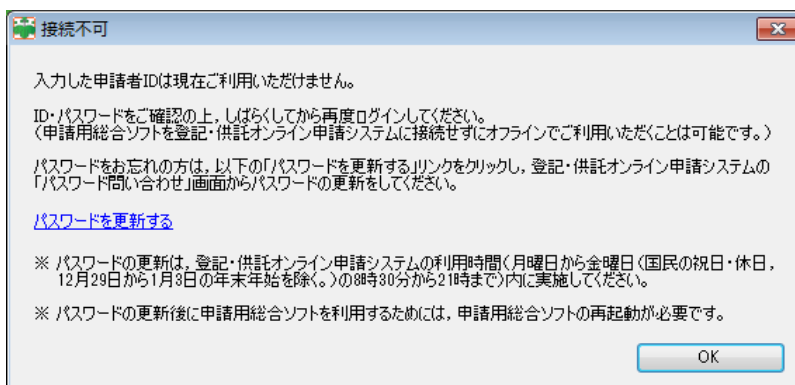 接続不可
入力した申請者IDは現在ご利用いただけません。
ID・パスワードをご確認の上，しばらくしてから再度ログインしてください。
（申請用総合ソフトを登記・供託オンライン申請システムに接続せずにオフラインでご利用いただくことは可能です。）
パスワードをお忘れの方は，以下の「パスワードを更新する」リンクをクリックし，登記・供託オンライン申請システムの
「パスワード問い合わせ」画面からパスワードの更新をしてください。
パスワードを更新する
※ パスワードの更新は，登記・供託オンライン申請システムの利用時間（月曜日から金曜日（国民の祝日・休日，
12月29日から1月3日の年末年始を除く。）の8時30分から21時まで）内に実施してください。
※ パスワードの更新後に申請用総合ソフトを利用するためには，申請用総合ソフトの再起動が必要です。
OK